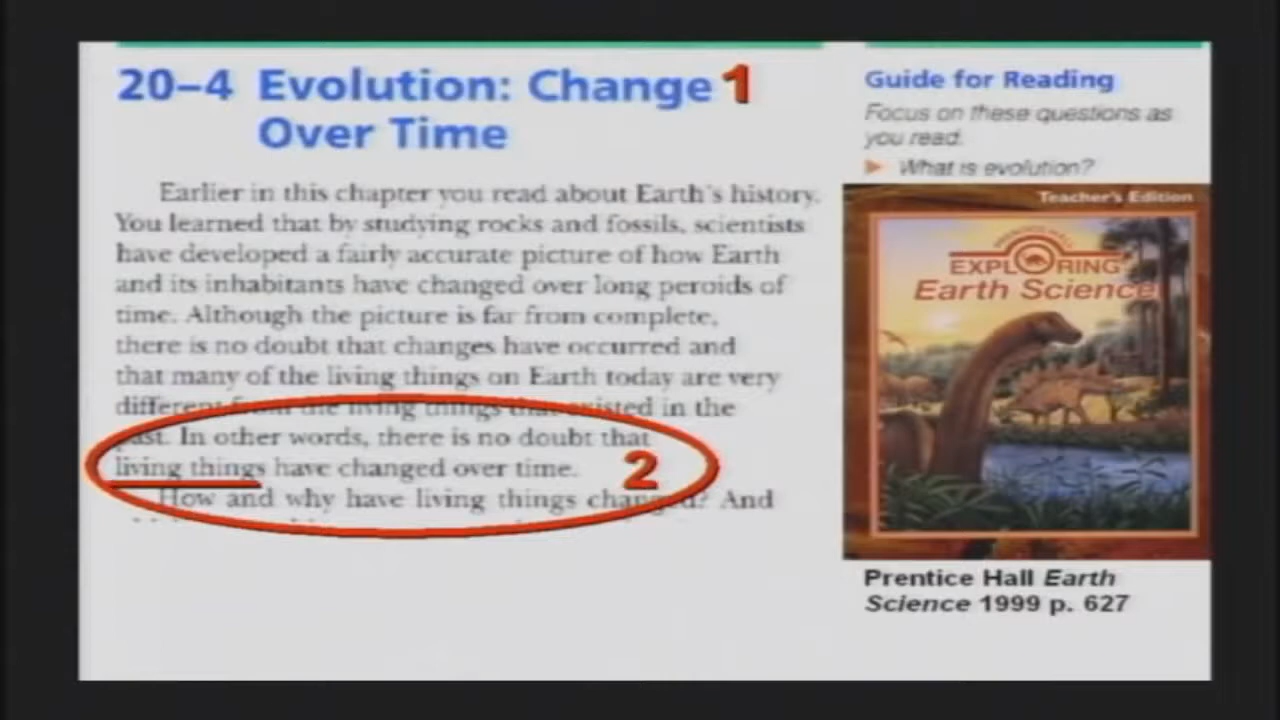 20–4 Evolution: Change 1
Over Time
Earlier in this chapter you read about Earth's history.
You learned that by studying rocks and fossils, scientists
have developed a fairly accurate picture of how Earth
and its inhabitants have changed over long peroids of
time. Although the picture is far from complete,
there is no doubt that changes have occurred and
that many of the living things on Earth today are very
different from the living things that existed in the
past. In other words, there is no doubt that
living things have changed over time. 2
How and why have living things changed? And
Guide for Reading
Focus on these questions as
you read.
► What is evolution?
Teacher's Edition
PRENTICE HALL
EXPLORING
Earth Science
Prentice Hall Earth
Science 1999 p. 627